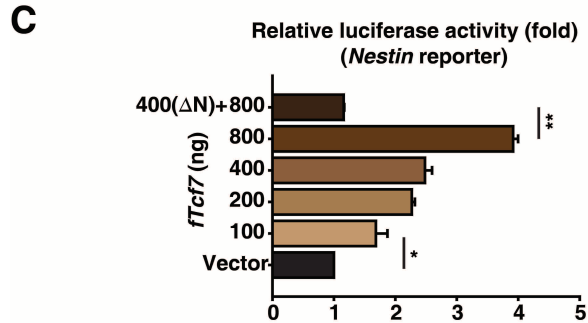 C
Relative luciferase activity (fold)
(Nestin reporter)
400(ΔN)+800
800
400
200
100
Vector
fTcf7 (ng)
**
*
0 1 2 3 4 5